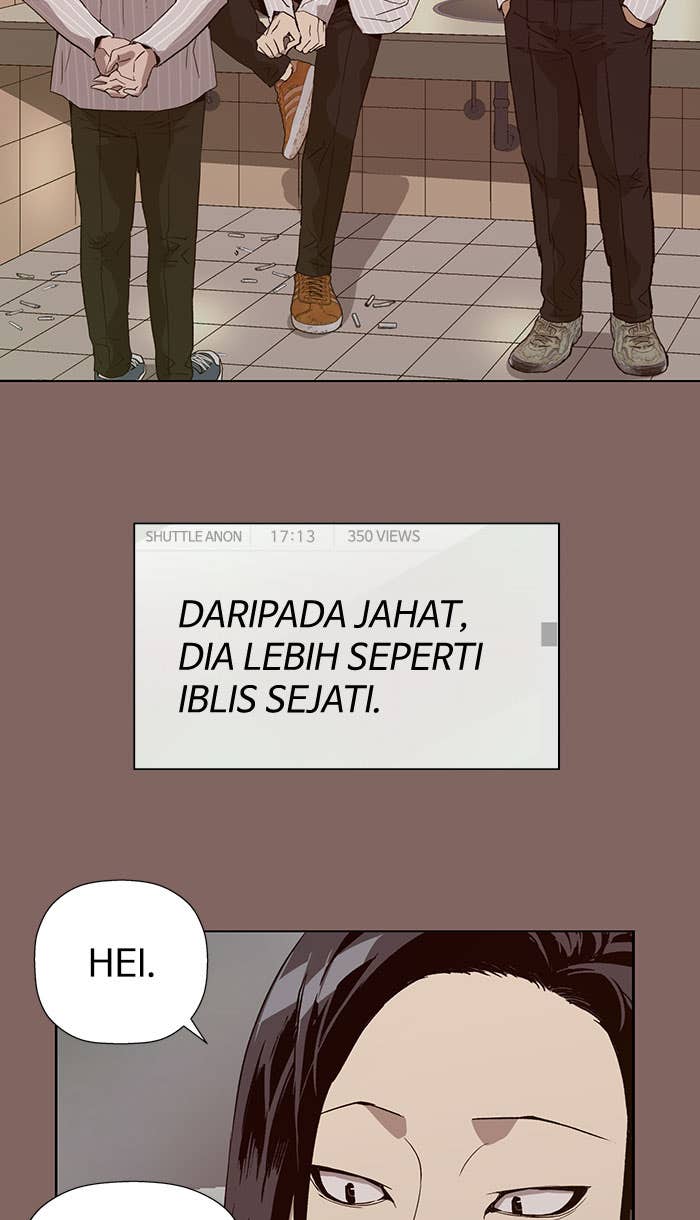 SHUTTLE ANON 17:13 350 VIEWS
DARIPADA JAHAT,
DIA LEBIH SEPERTI
IBLIS SEJATI.
HEI.